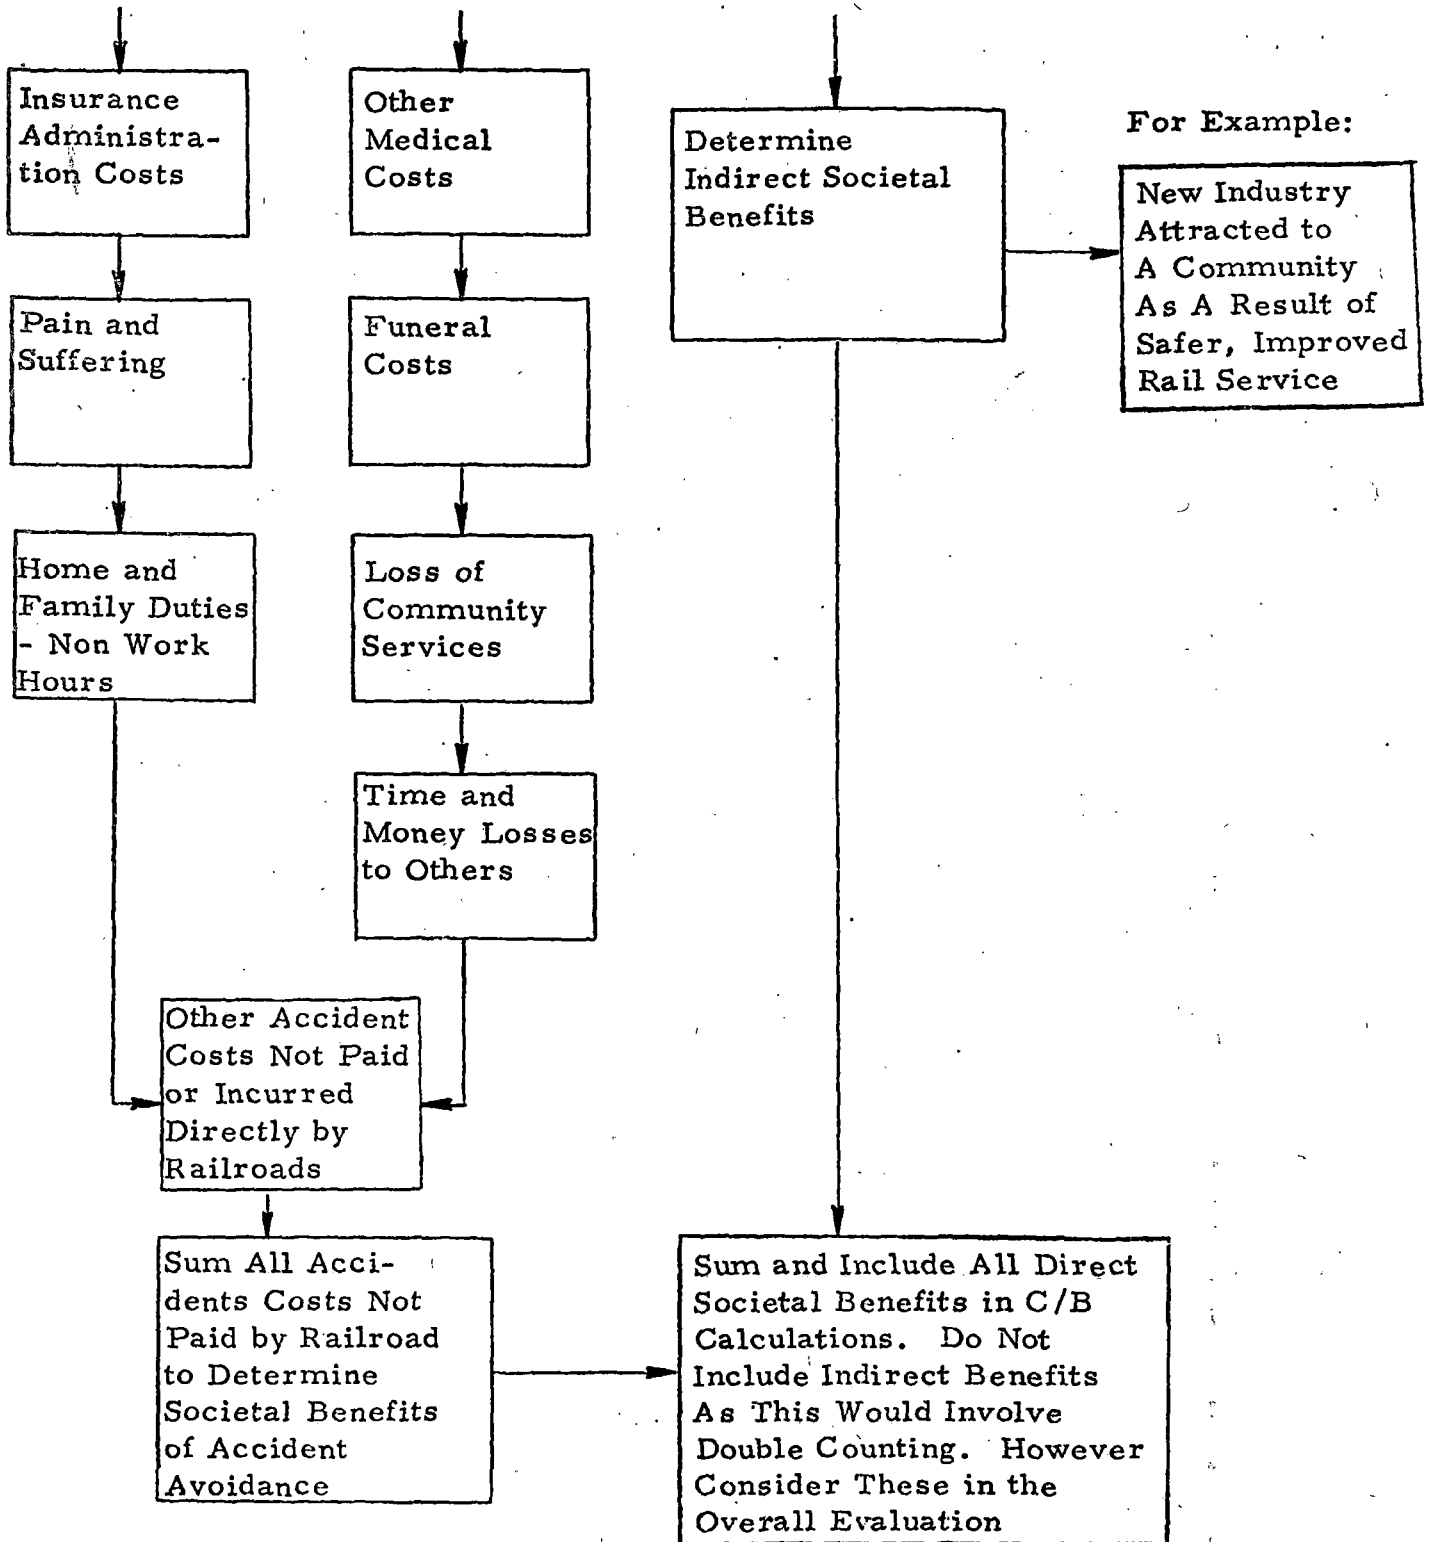 Insurance
Administra-
tion Costs
Other
Medical
Costs
Determine
Indirect Societal
Benefits
For Example:
New Industry
Attracted to
A Community
As A Result of
Safer, Improved
Rail Service
Pain and
Suffering
Funeral
Costs
Home and
Family Duties
- Non Work
Hours
Loss of
Community
Services
Time and
Money Losses
to Others
Other Accident
Costs Not Paid
or Incurred
Directly by
Railroads
Sum All Acci-
dents Costs Not
Paid by Railroad
to Determine
Societal Benefits
of Accident
Avoidance
Sum and Include All Direct
Societal Benefits in C/B
Calculations. Do Not
Include Indirect Benefits
As This Would Involve
Double Counting. However
Consider These in the
Overall Evaluation